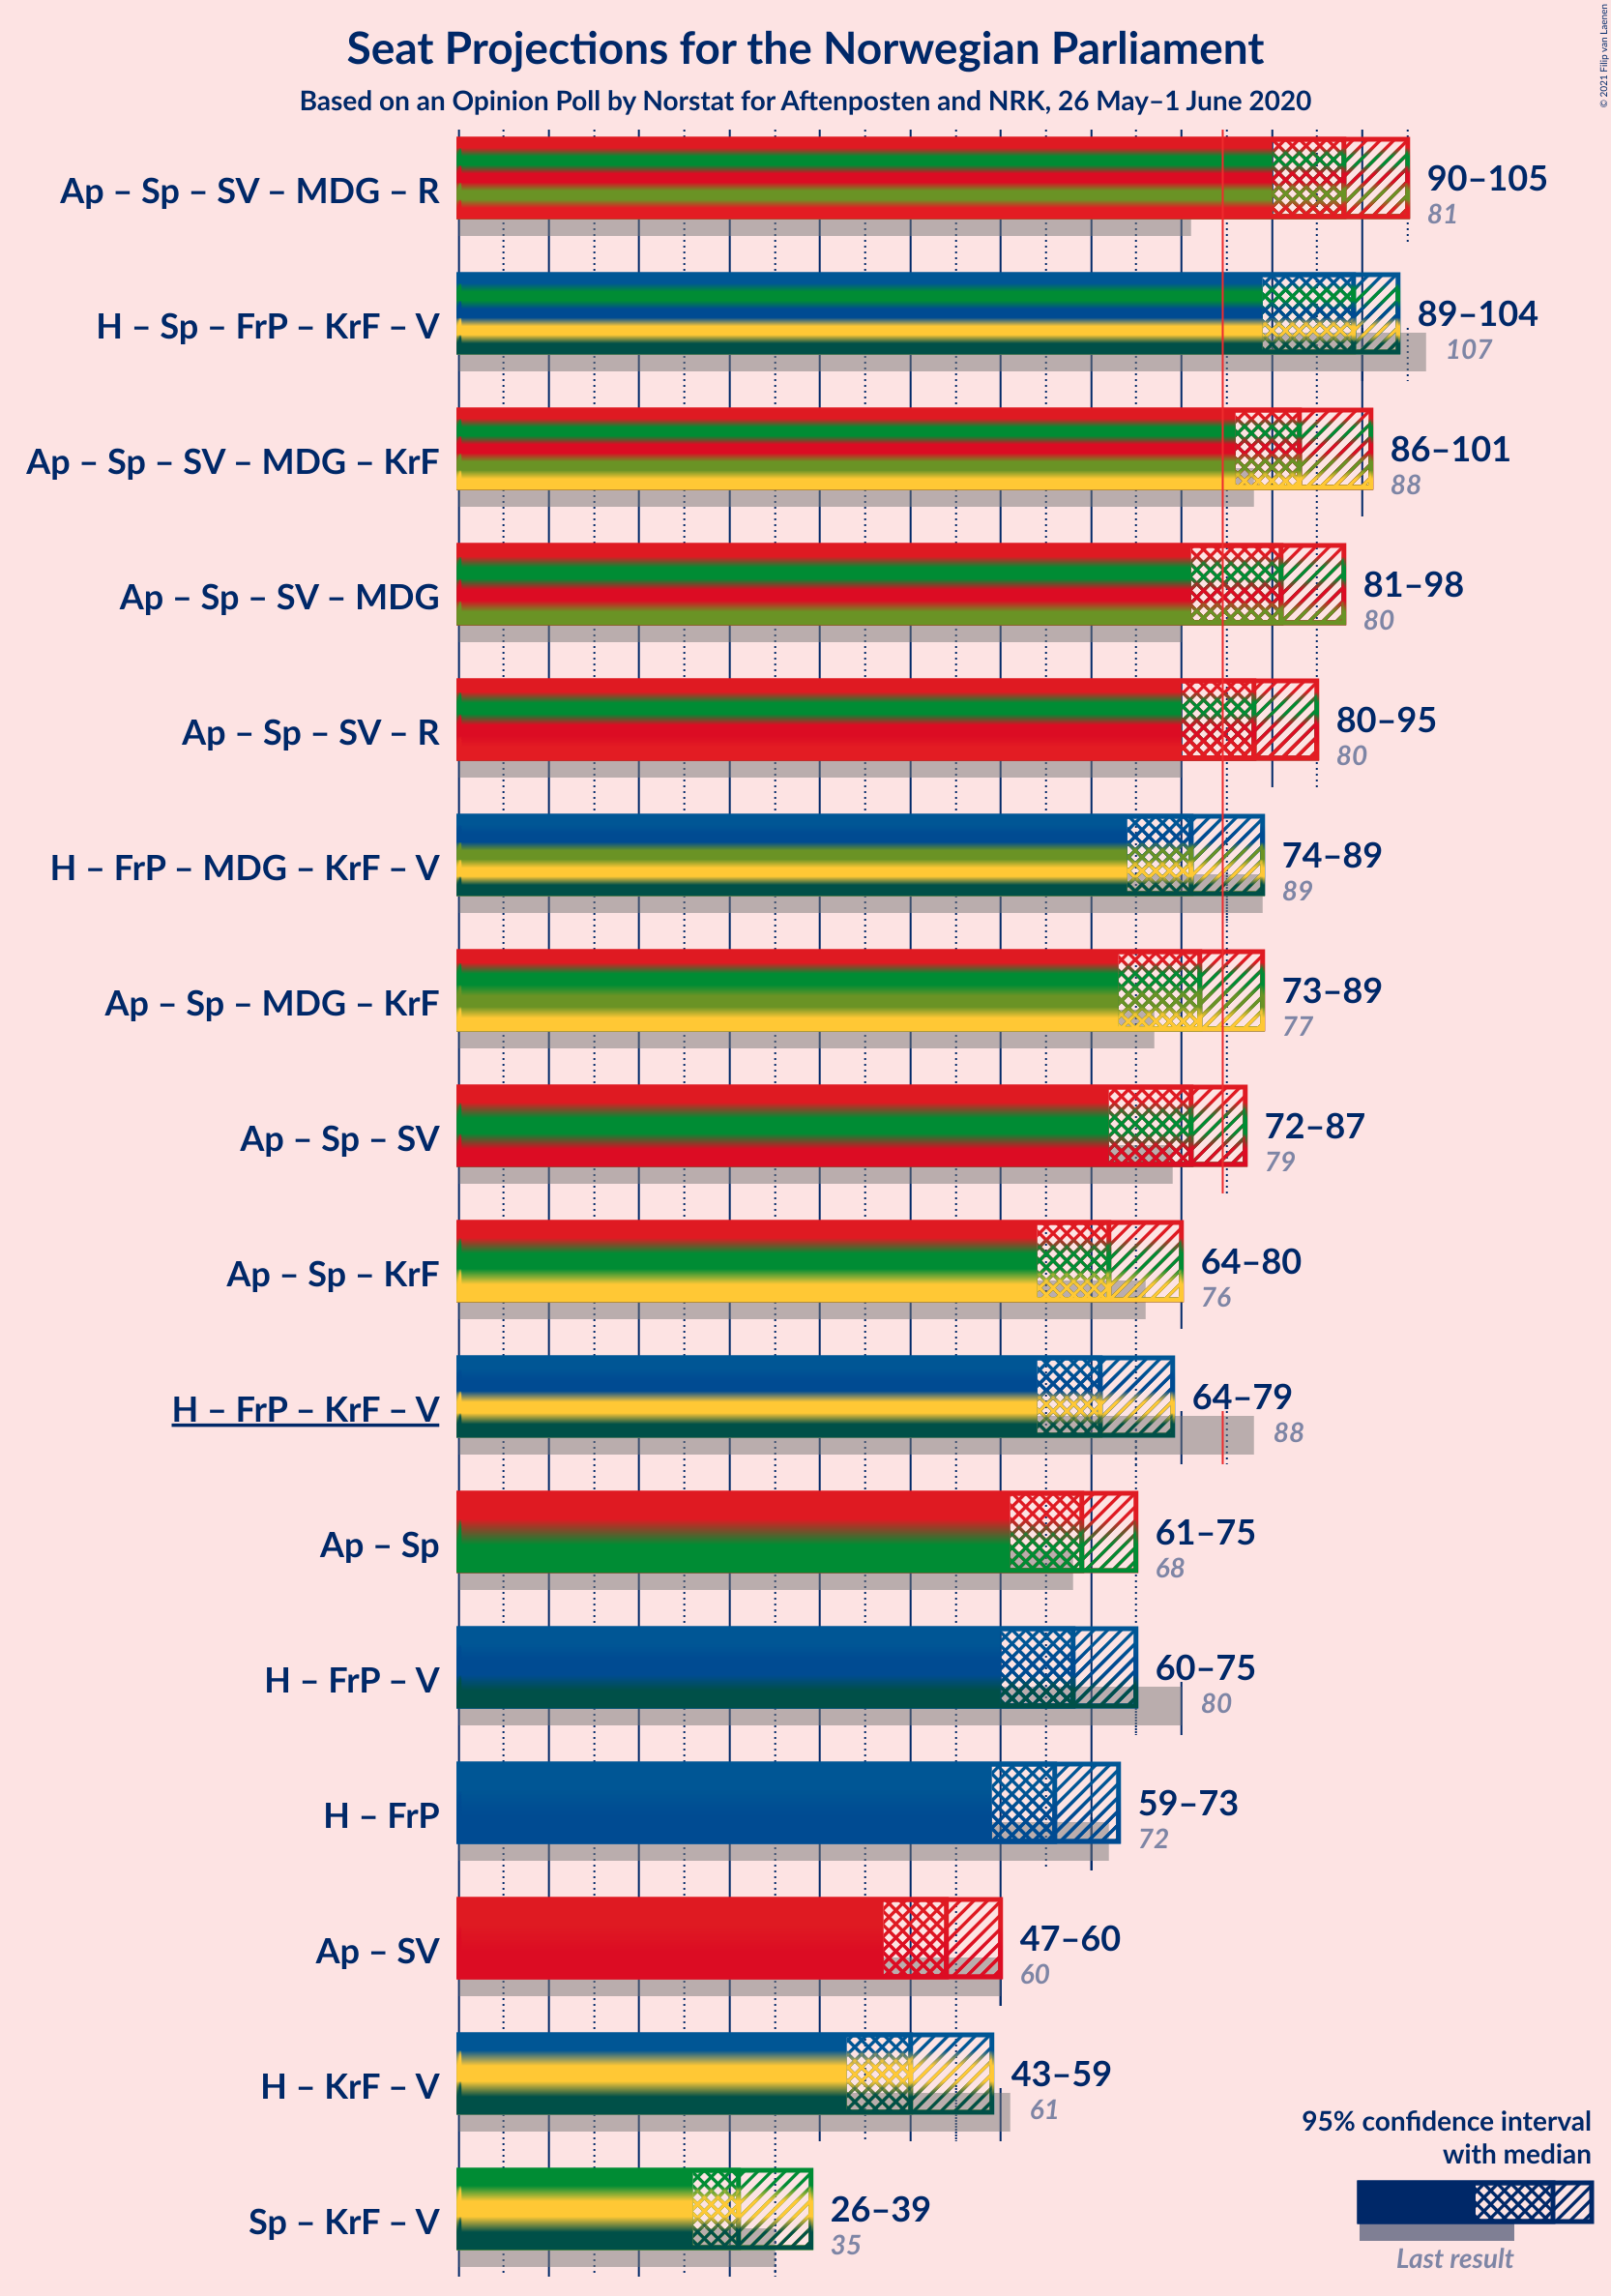 Seat Projections for the Norwegian Parliament
Based on an Opinion Poll by Norstat for Aftenposten and NRK, 26 May–1 June 2020
© 2021 Filip van Laenen
Ap – Sp – SV – MDG – R
90–105
81
H – Sp – FrP – KrF – V
89–104
107
Ap – Sp – SV – MDG – KrF
86–101
88
Ap – Sp – SV – MDG
81–98
80
Ap – Sp – SV – R
80–95
80
H – FrP – MDG – KrF – V
74–89
89
Ap – Sp – MDG – KrF
73–89
77
Ap – Sp – SV
72–87
79
Ap – Sp – KrF
64–80
76
H – FrP – KrF – V
64–79
88
Ap – Sp
61–75
68
H – FrP – V
60–75
80
H – FrP
59–73
72
Ap – SV
47–60
60
H – KrF – V
43–59
61
Sp – KrF – V
26–39
35
95% confidence interval
with median
Last result